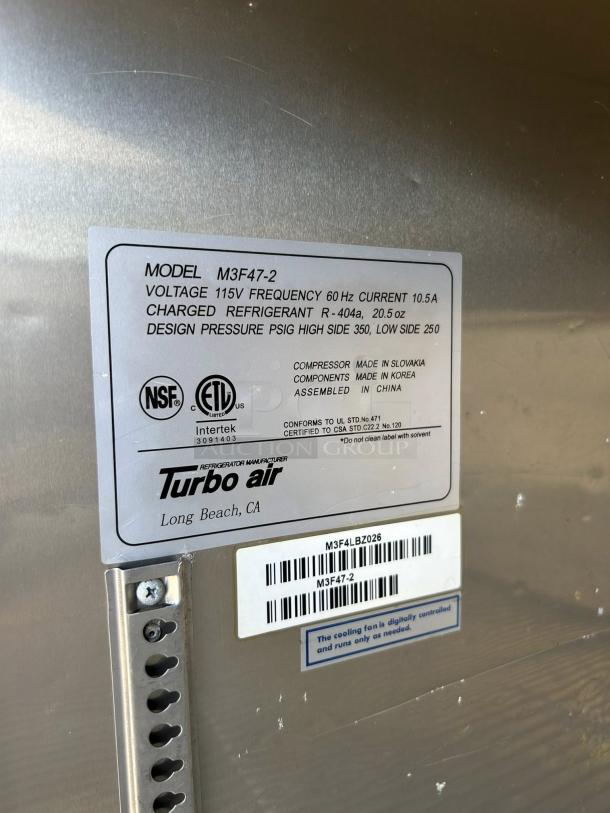 MODEL M3F47-2
VOLTAGE 115V FREQUENCY 60 Hz CURRENT 10.5A
CHARGED REFRIGERANT R-404a, 20.5 oz
DESIGN PRESSURE PSIG HIGH SIDE 350, LOW SIDE 250
COMPRESSOR MADE IN SLOVAKIA
COMPONENTS MADE IN KOREA
ASSEMBLED IN CHINA
NSF®
C ETL US
LISTED
Intertek
3091403
CONFORMS TO UL STD.No.471
CERTIFIED TO CSA STD.C22.2 No.120
*Do not clean label with solvent
REFRIGERATOR MANUFACTURER
Turbo air
Long Beach, CA
AUCTION GROUP
M3F4LBZ026
M3F47-2
The cooling fan is digitally controlled
and runs only as needed.